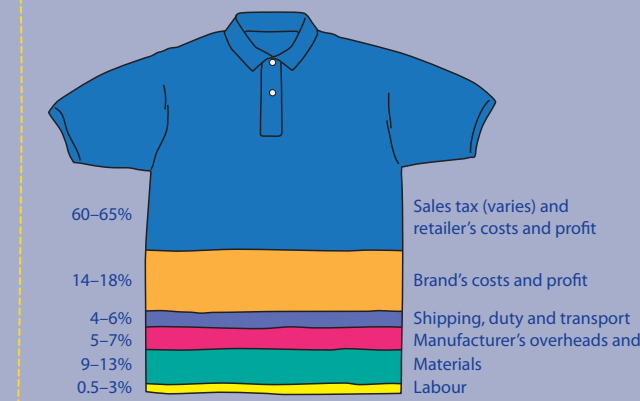 60–65% Sales tax (varies) and
retailer's costs and profit
14–18% Brand's costs and profit
4–6% Shipping, duty and transport
5–7% Manufacturer's overheads and
9–13% Materials
0.5–3% Labour